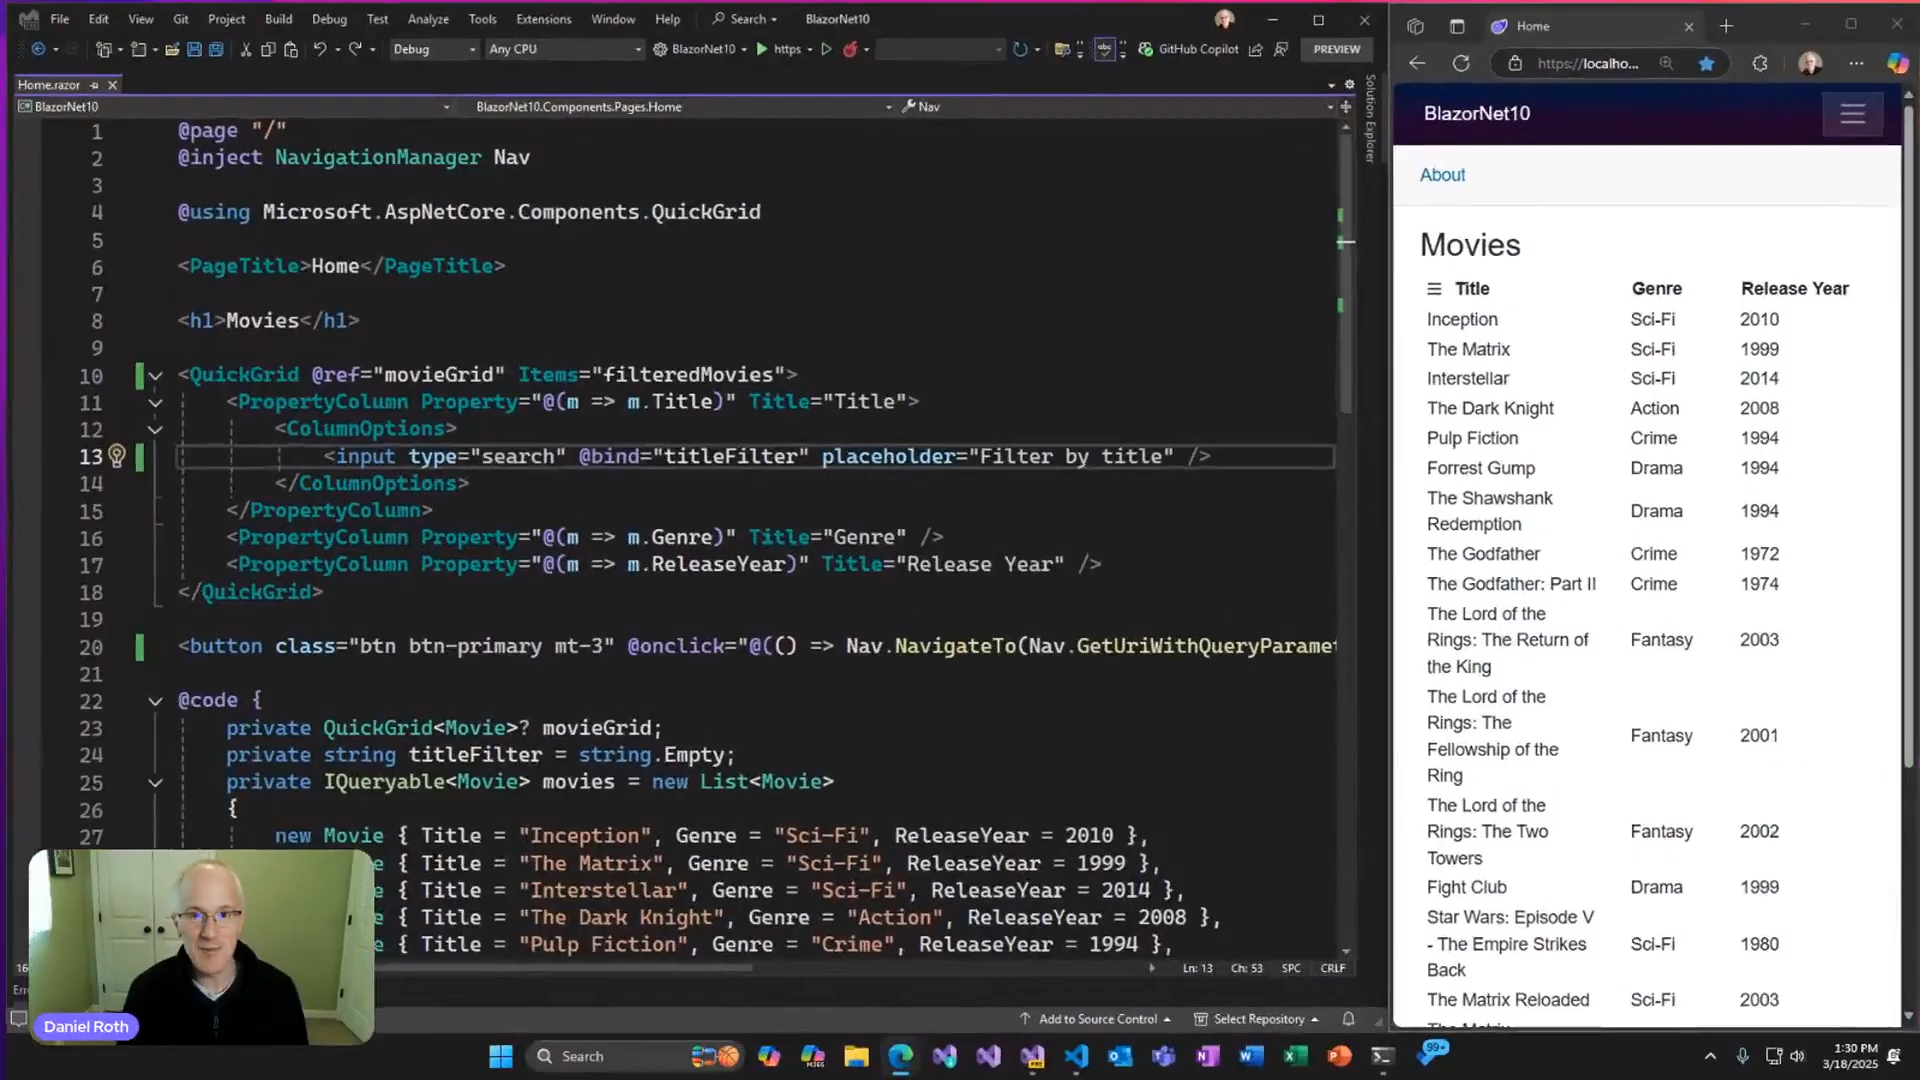 File Edit View Git Project Build Debug Test Analyze Tools Extensions Window Help Search BlazorNet10
Debug Any CPU BlazorNet10 https GitHub Copilot PREVIEW
Home.razor
BlazorNet10 BlazorNet10.Components.Pages.Home Nav
Solution Explorer
1 @page "/"
2 @inject NavigationManager Nav
3
4 @using Microsoft.AspNetCore.Components.QuickGrid
5
6 <PageTitle>Home</PageTitle>
7
8 <h1>Movies</h1>
9
10 <QuickGrid @ref="movieGrid" Items="filteredMovies">
11 <PropertyColumn Property="@(m => m.Title)" Title="Title">
12 <ColumnOptions>
13 <input type="search" @bind="titleFilter" placeholder="Filter by title" />
14 </ColumnOptions>
15 </PropertyColumn>
16 <PropertyColumn Property="@(m => m.Genre)" Title="Genre" />
17 <PropertyColumn Property="@(m => m.ReleaseYear)" Title="Release Year" />
18 </QuickGrid>
19
20 <button class="btn btn-primary mt-3" @onclick="@(() => Nav.NavigateTo(Nav.GetUriWithQueryParamet
21
22 @code {
23 private QuickGrid<Movie>? movieGrid;
24 private string titleFilter = string.Empty;
25 private IQueryable<Movie> movies = new List<Movie>
26 {
27 new Movie { Title = "Inception", Genre = "Sci-Fi", ReleaseYear = 2010 },
{ Title = "The Matrix", Genre = "Sci-Fi", ReleaseYear = 1999 },
{ Title = "Interstellar", Genre = "Sci-Fi", ReleaseYear = 2014 },
{ Title = "The Dark Knight", Genre = "Action", ReleaseYear = 2008 },
{ Title = "Pulp Fiction", Genre = "Crime", ReleaseYear = 1994 },
Ln: 13 Ch: 53 SPC CRLF
Add to Source Control Select Repository
Daniel Roth
Home
https://localho...
BlazorNet10
About
Movies
Title Genre Release Year
Inception Sci-Fi 2010
The Matrix Sci-Fi 1999
Interstellar Sci-Fi 2014
The Dark Knight Action 2008
Pulp Fiction Crime 1994
Forrest Gump Drama 1994
The Shawshank
Redemption Drama 1994
The Godfather Crime 1972
The Godfather: Part II Crime 1974
The Lord of the
Rings: The Return of Fantasy 2003
the King
The Lord of the
Rings: The
Fellowship of the Fantasy 2001
Ring
The Lord of the
Rings: The Two Fantasy 2002
Towers
Fight Club Drama 1999
Star Wars: Episode V
- The Empire Strikes Sci-Fi 1980
Back
The Matrix Reloaded Sci-Fi 2003
Search
99+
1:30 PM
3/18/2025